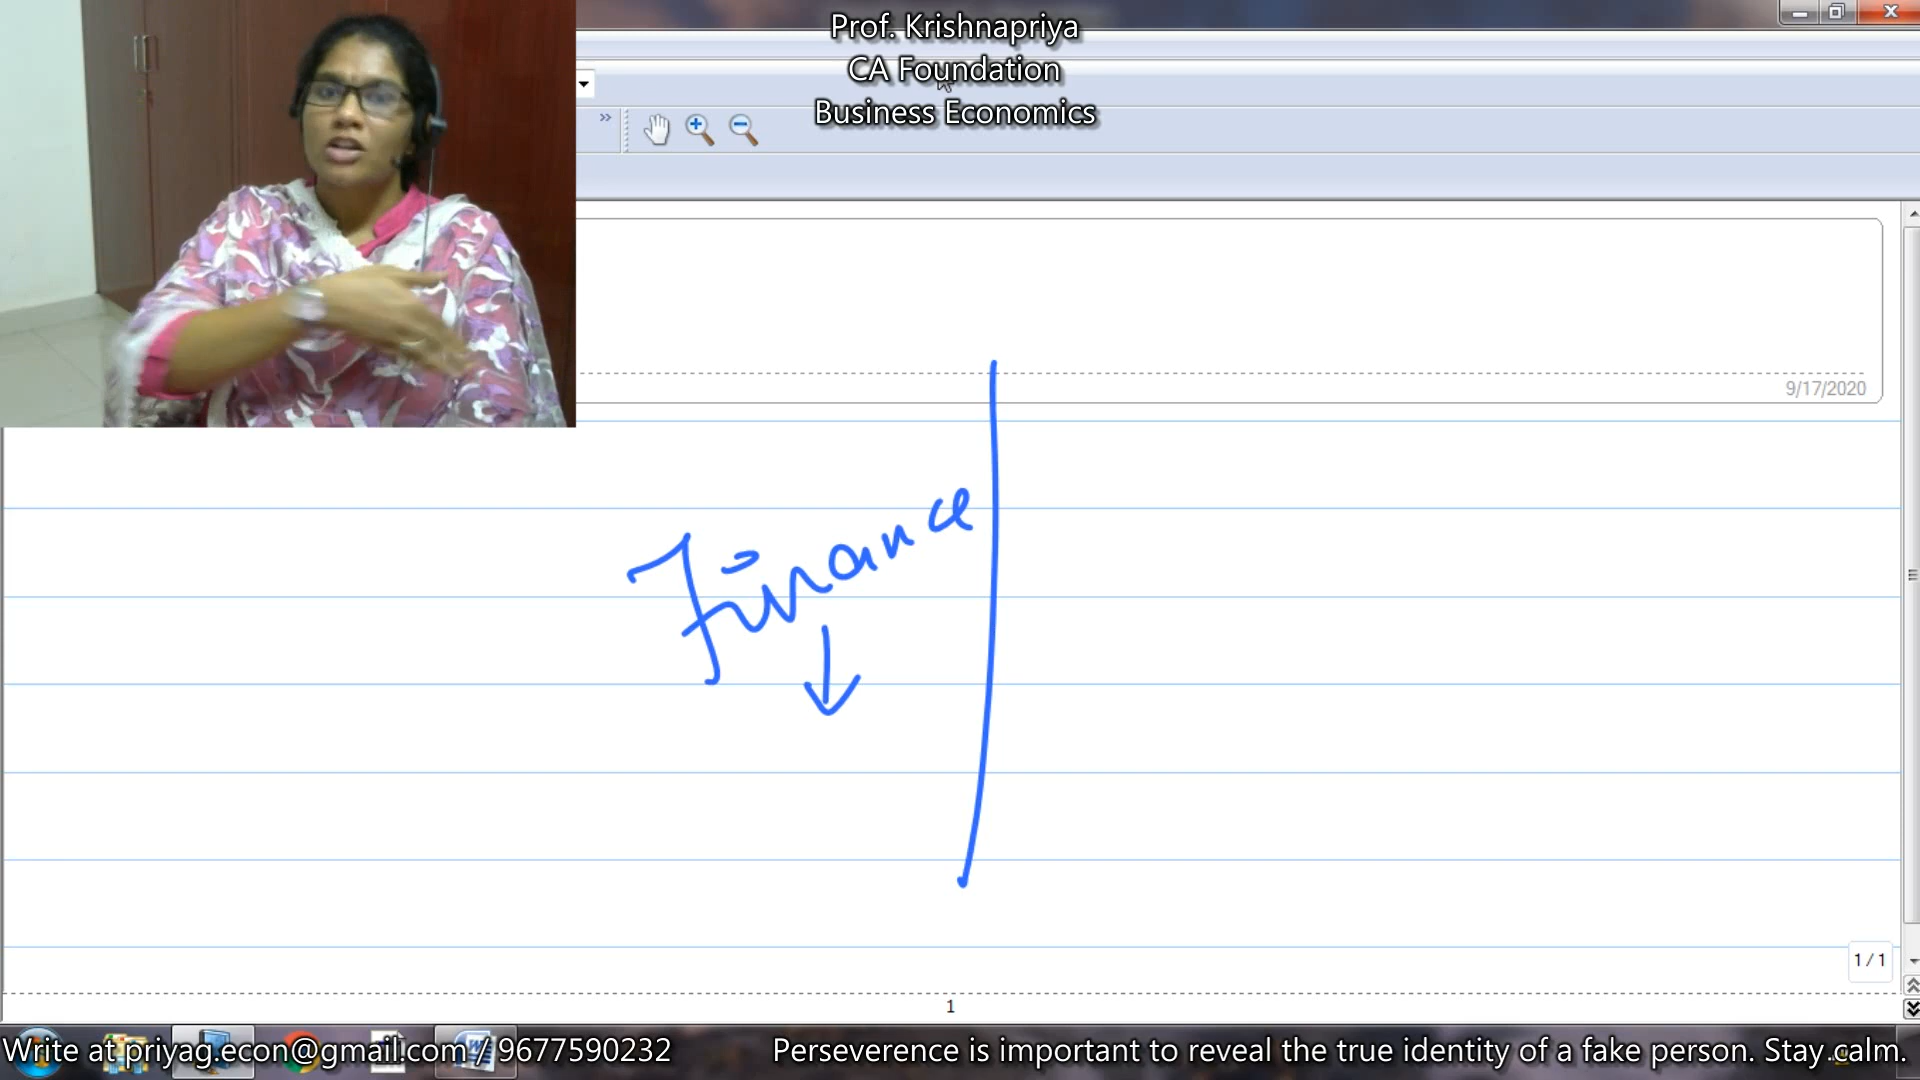 Prof. Krishnapriya
CA Foundation
Business Economics
9/17/2020
Finance
1 / 1
1
Write at priyag.econ@gmail.com / 9677590232
Perseverence is important to reveal the true identity of a fake person. Stay calm.